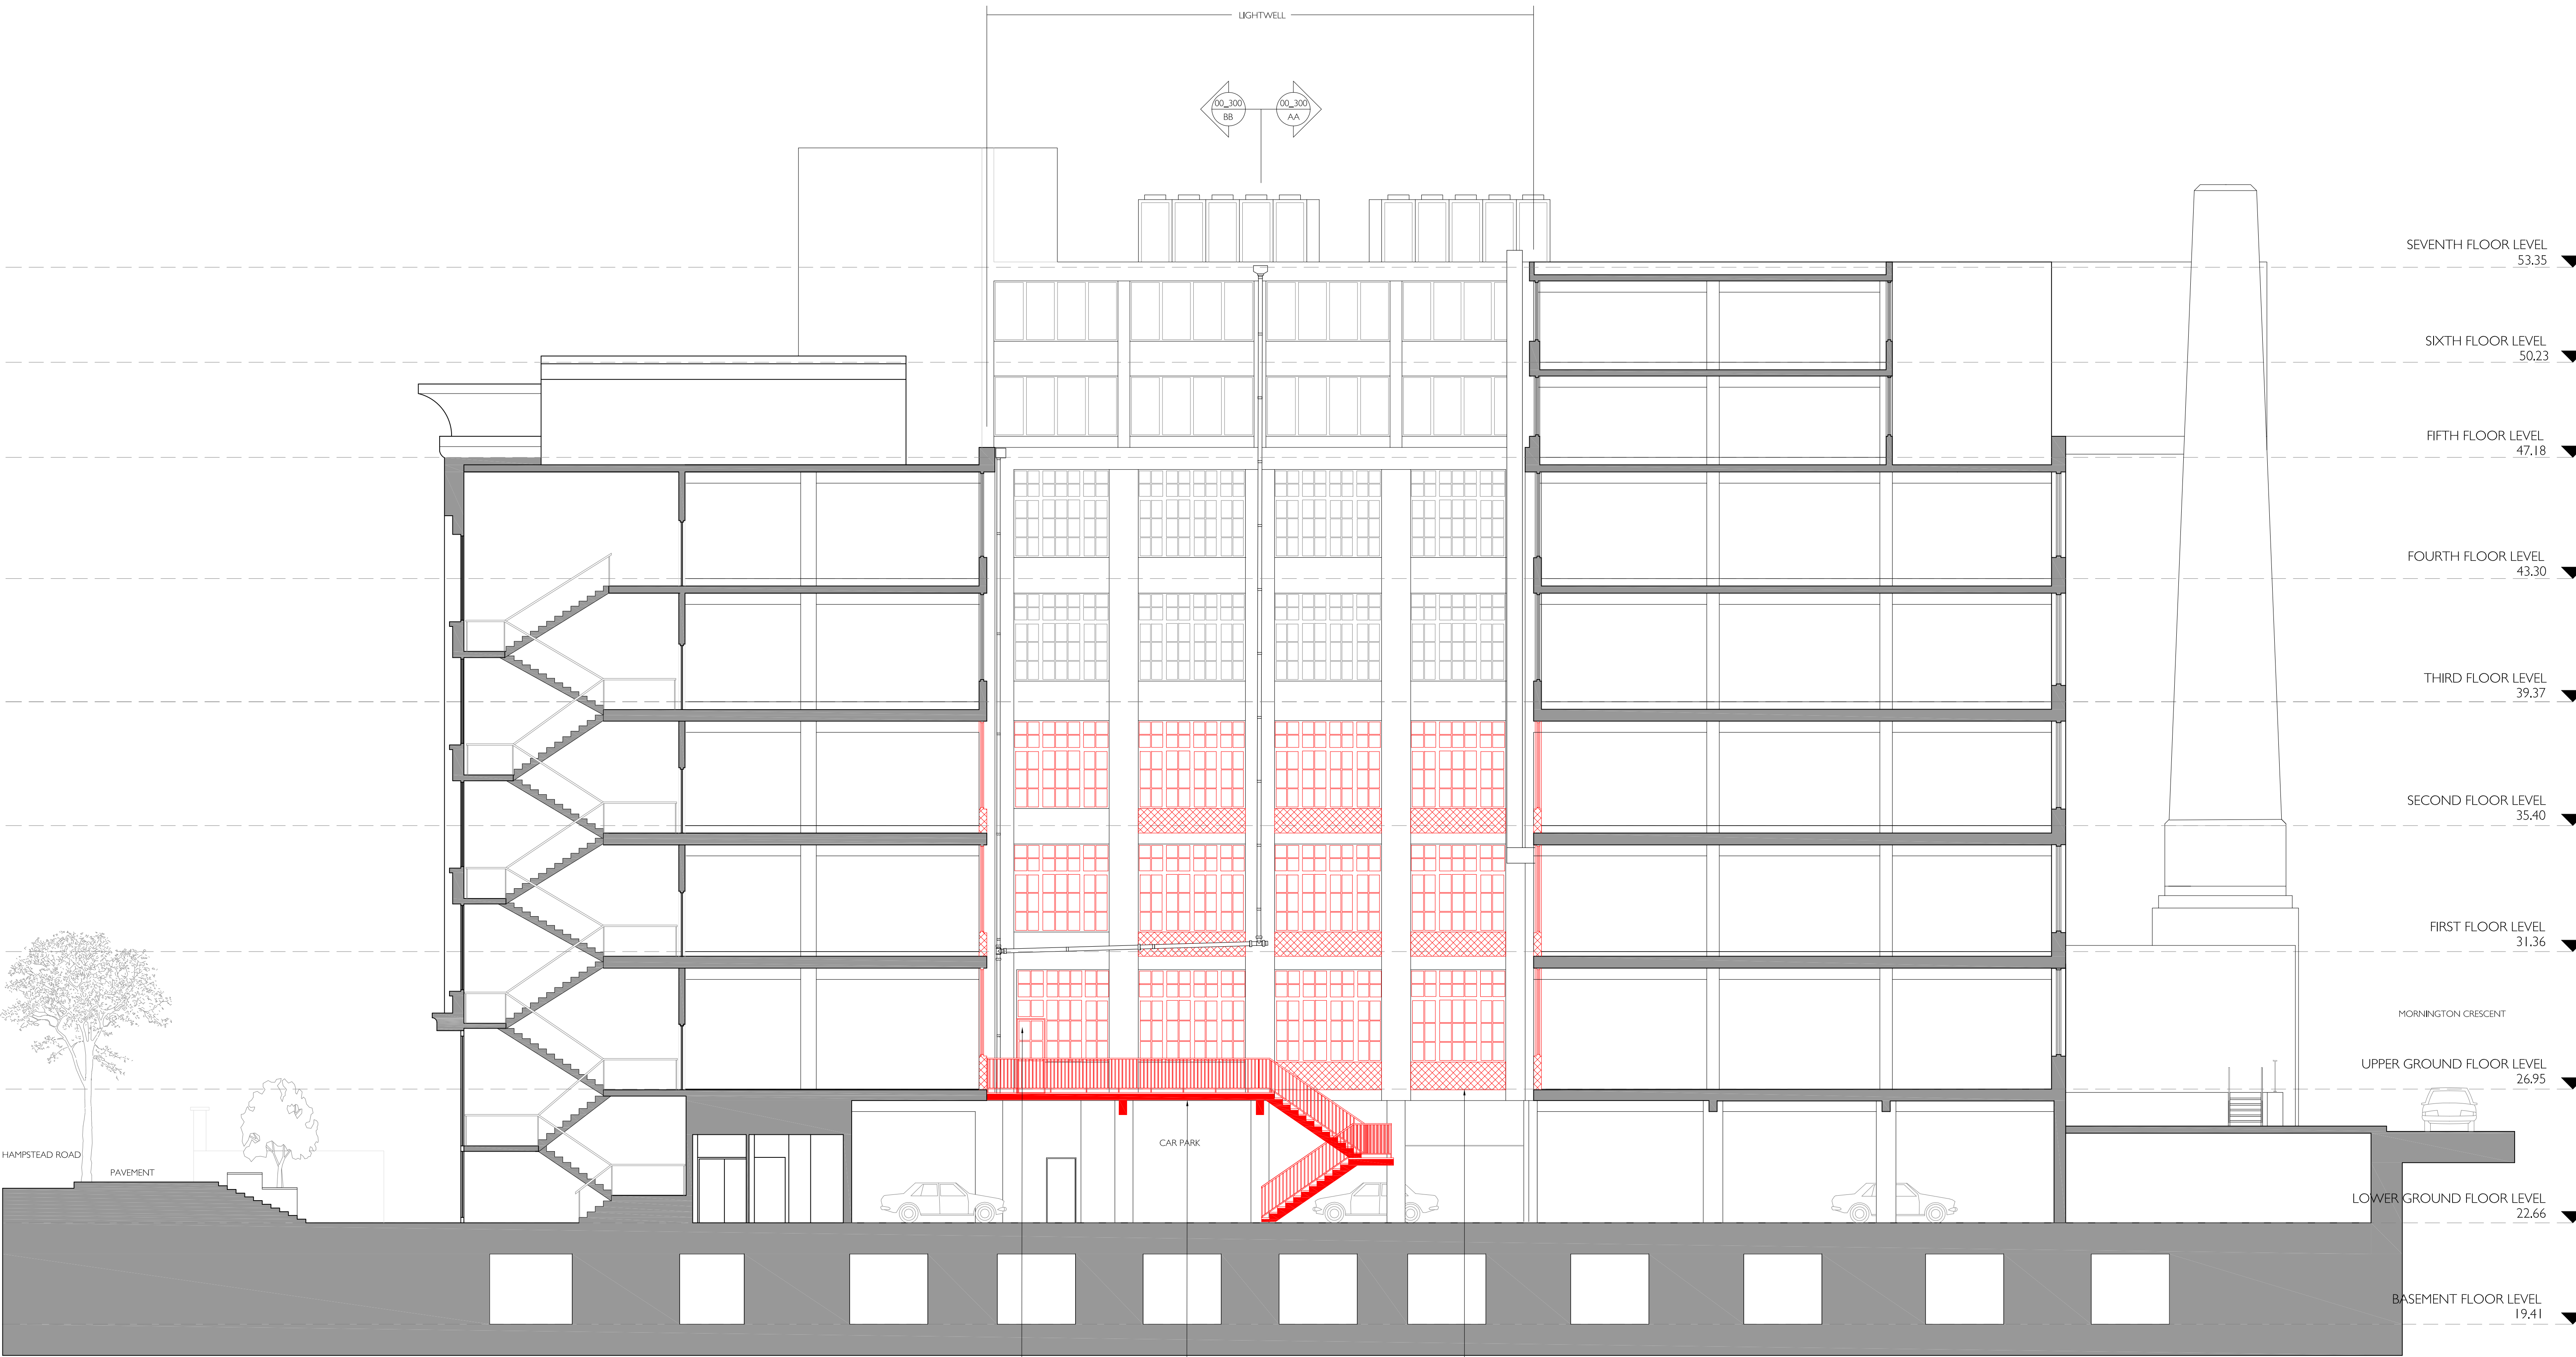 LIGHTWELL
00_300
BB
00_300
AA
SEVENTH FLOOR LEVEL
53.35
SIXTH FLOOR LEVEL
50.23
FIFTH FLOOR LEVEL
47.18
FOURTH FLOOR LEVEL
43.30
THIRD FLOOR LEVEL
39.37
SECOND FLOOR LEVEL
35.40
FIRST FLOOR LEVEL
31.36
MORNINGTON CRESCENT
UPPER GROUND FLOOR LEVEL
26.95
CAR PARK
HAMPSTEAD ROAD
PAVEMENT
LOWER GROUND FLOOR LEVEL
22.66
BASEMENT FLOOR LEVEL
19.41